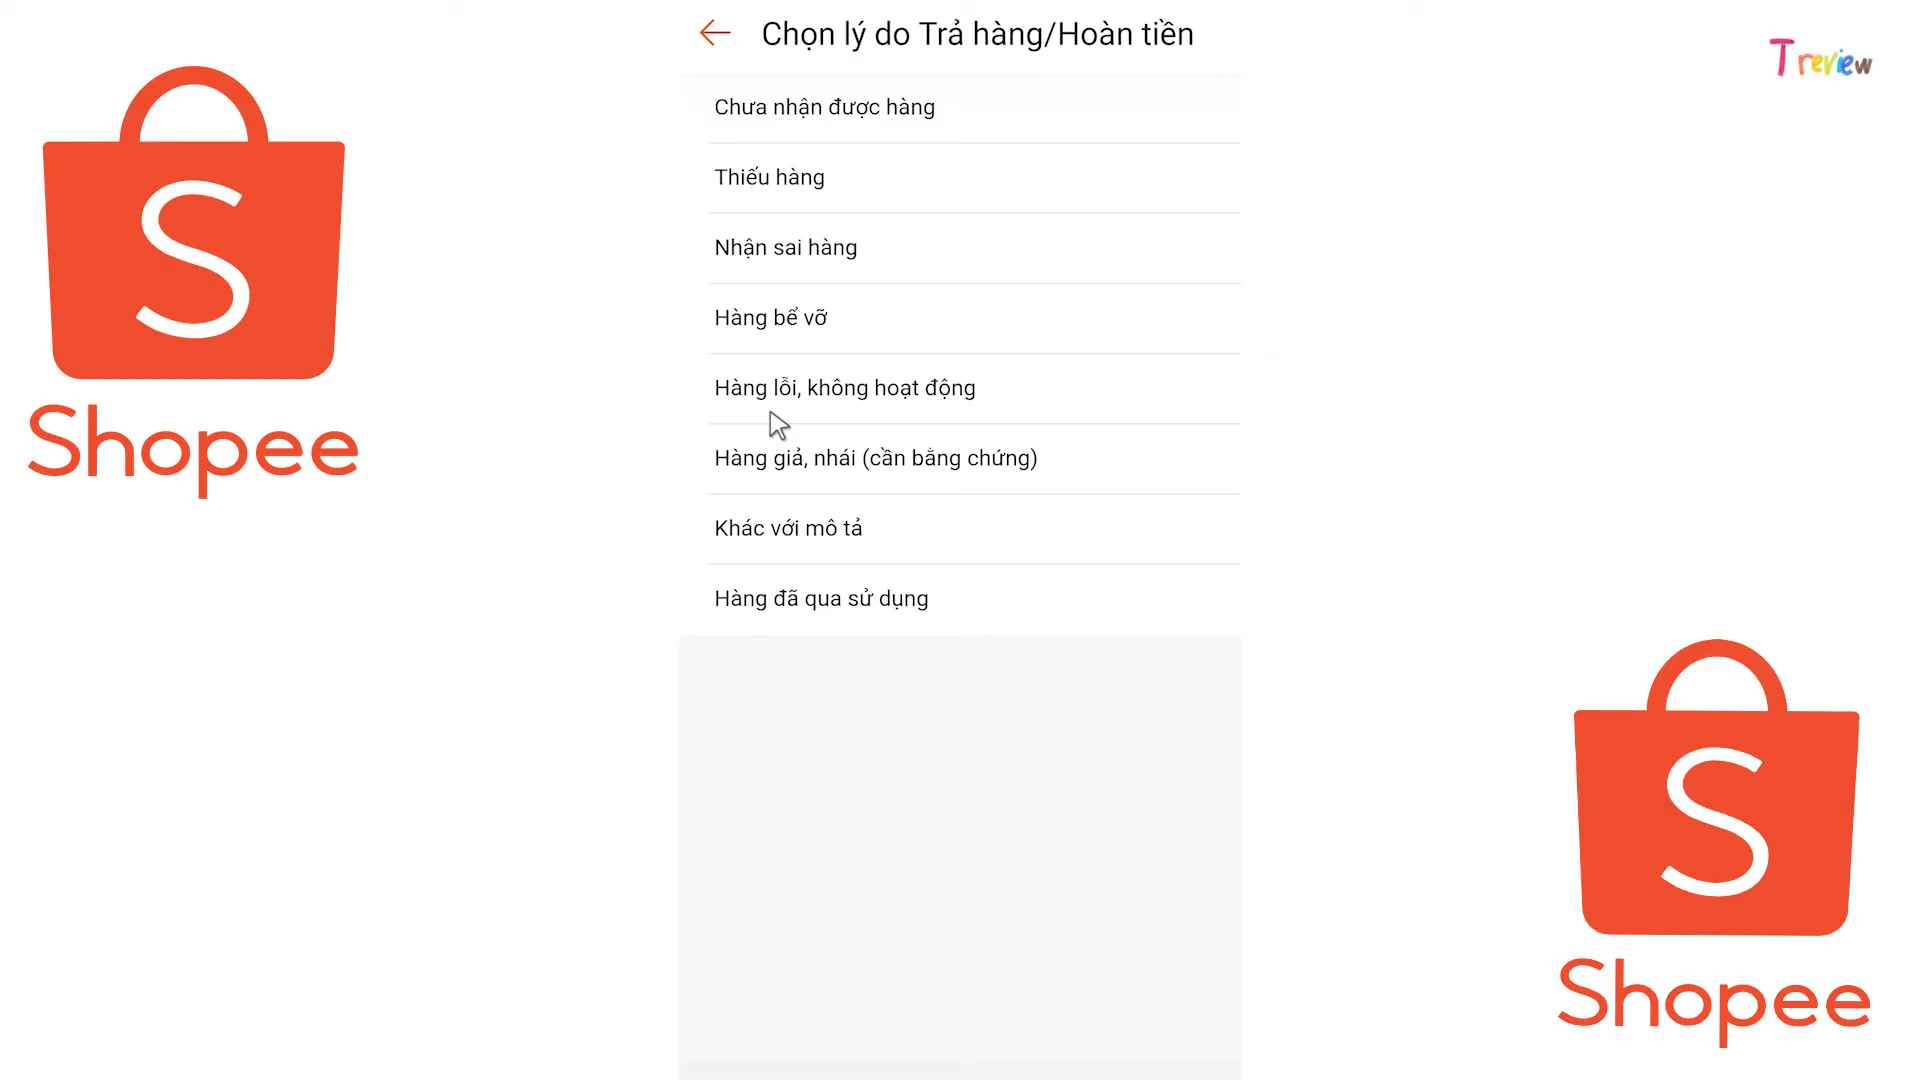 Chọn lý do Trả hàng/Hoàn tiền
T review
Chưa nhận được hàng
Thiếu hàng
Nhận sai hàng
Hàng bể vỡ
Hàng lỗi, không hoạt động
Hàng giả, nhái (cần bằng chứng)
Khác với mô tả
Hàng đã qua sử dụng
S
Shopee
S
Shopee